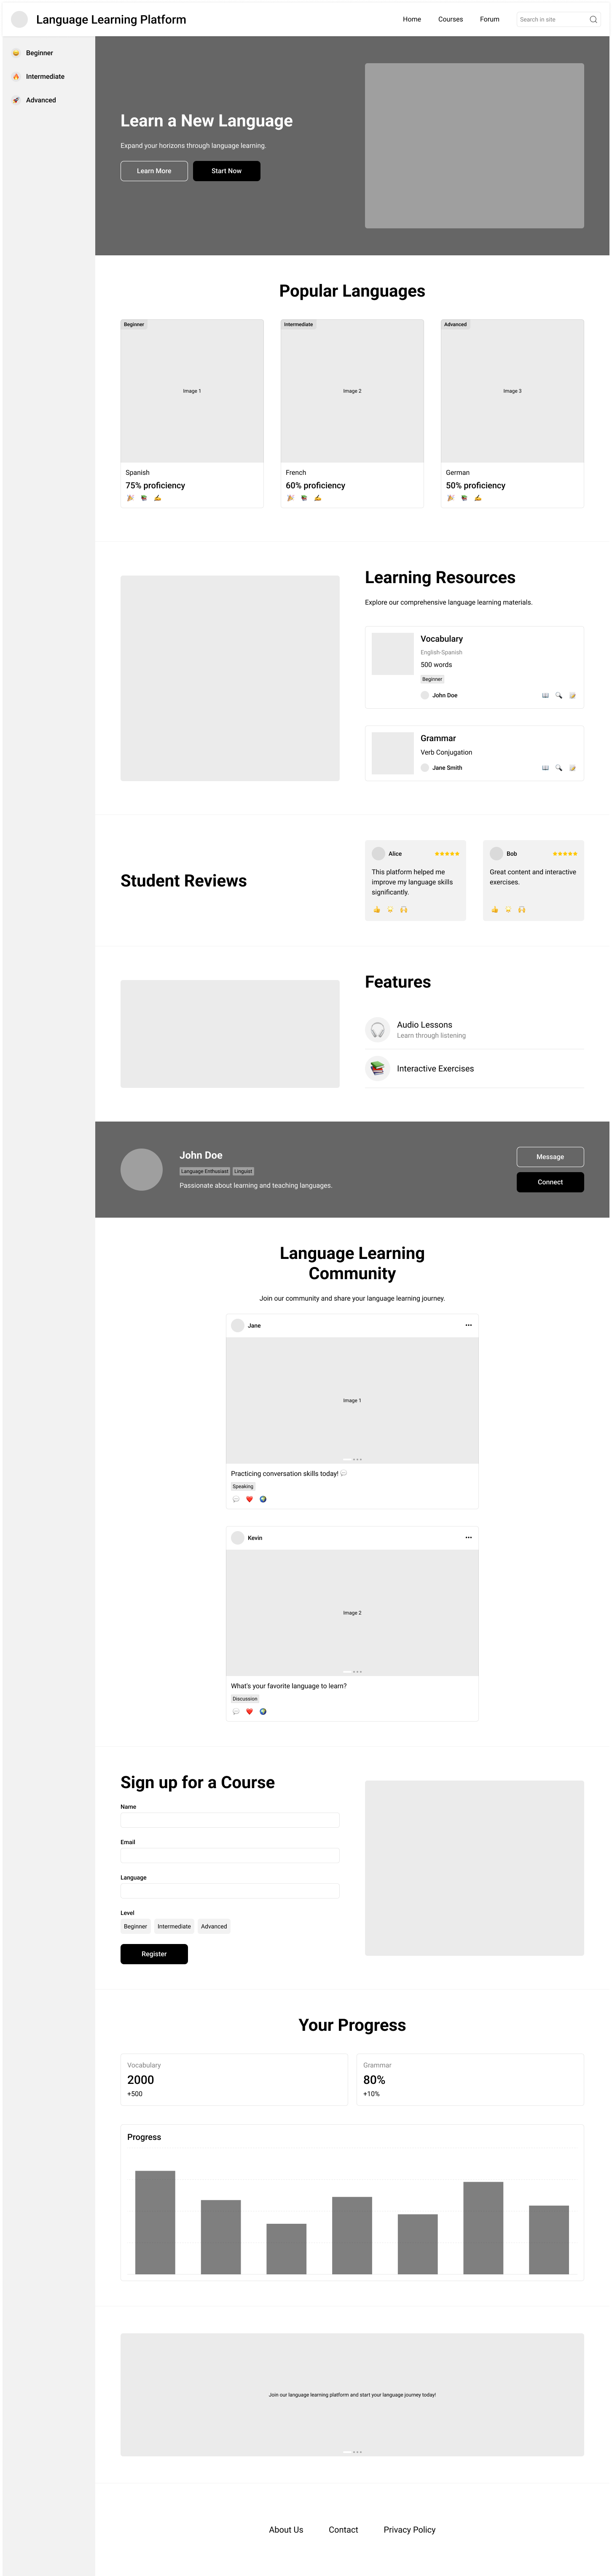 Language Learning Platform
Home
Courses
Forum
Search in site
Beginner
Intermediate
Advanced
Learn a New Language
Expand your horizons through language learning.
Learn More
Start Now
Popular Languages
Beginner
Image 1
Spanish
75% proficiency
Intermediate
Image 2
French
60% proficiency
Advanced
Image 3
German
50% proficiency
Learning Resources
Explore our comprehensive language learning materials.
Vocabulary
English-Spanish
500 words
Beginner
John Doe
Grammar
Verb Conjugation
Jane Smith
Student Reviews
Alice
This platform helped me
improve my language skills
significantly.
Bob
Great content and interactive
exercises.
Features
Audio Lessons
Learn through listening
Interactive Exercises
John Doe
Language Enthusiast
Linguist
Passionate about learning and teaching languages.
Message
Connect
Language Learning
Community
Join our community and share your language learning journey.
Jane
Image 1
Practicing conversation skills today! 💬
Speaking
Kevin
Image 2
What's your favorite language to learn?
Discussion
Sign up for a Course
Name
Email
Language
Level
Beginner
Intermediate
Advanced
Register
Your Progress
Vocabulary
2000
+500
Grammar
80%
+10%
Progress
Join our language learning platform and start your language journey today!
About Us
Contact
Privacy Policy